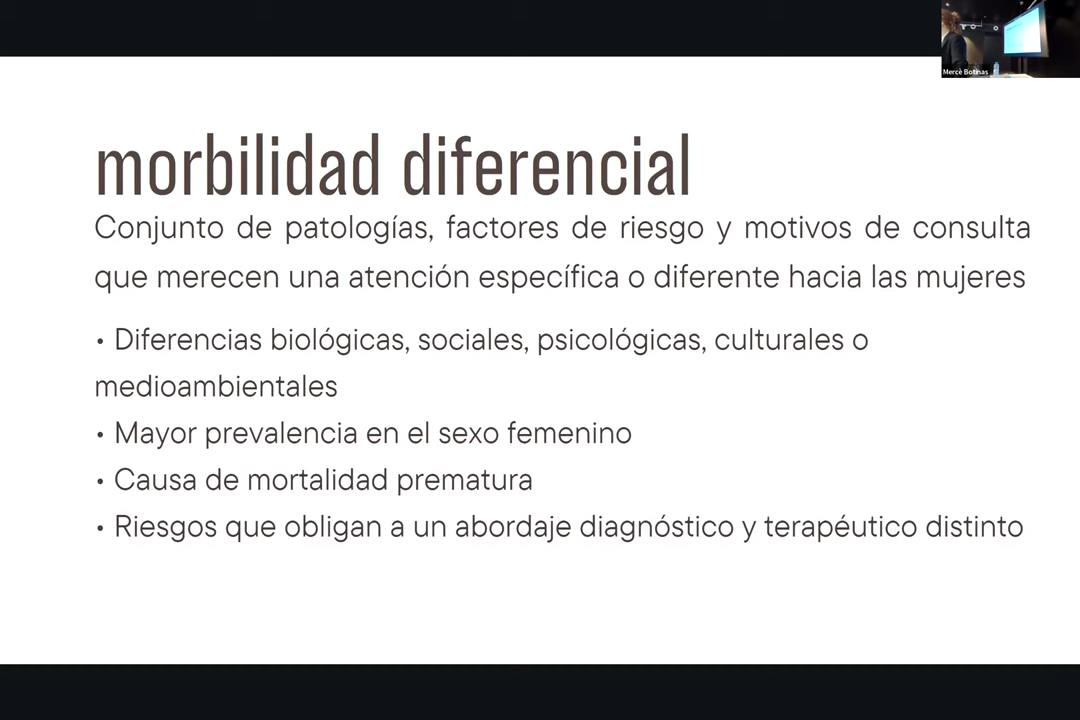 Mercè Botinas
morbilidad diferencial
Conjunto de patologías, factores de riesgo y motivos de consulta
que merecen una atención específica o diferente hacia las mujeres
• Diferencias biológicas, sociales, psicológicas, culturales o
medioambientales
• Mayor prevalencia en el sexo femenino
• Causa de mortalidad prematura
• Riesgos que obligan a un abordaje diagnóstico y terapéutico distinto